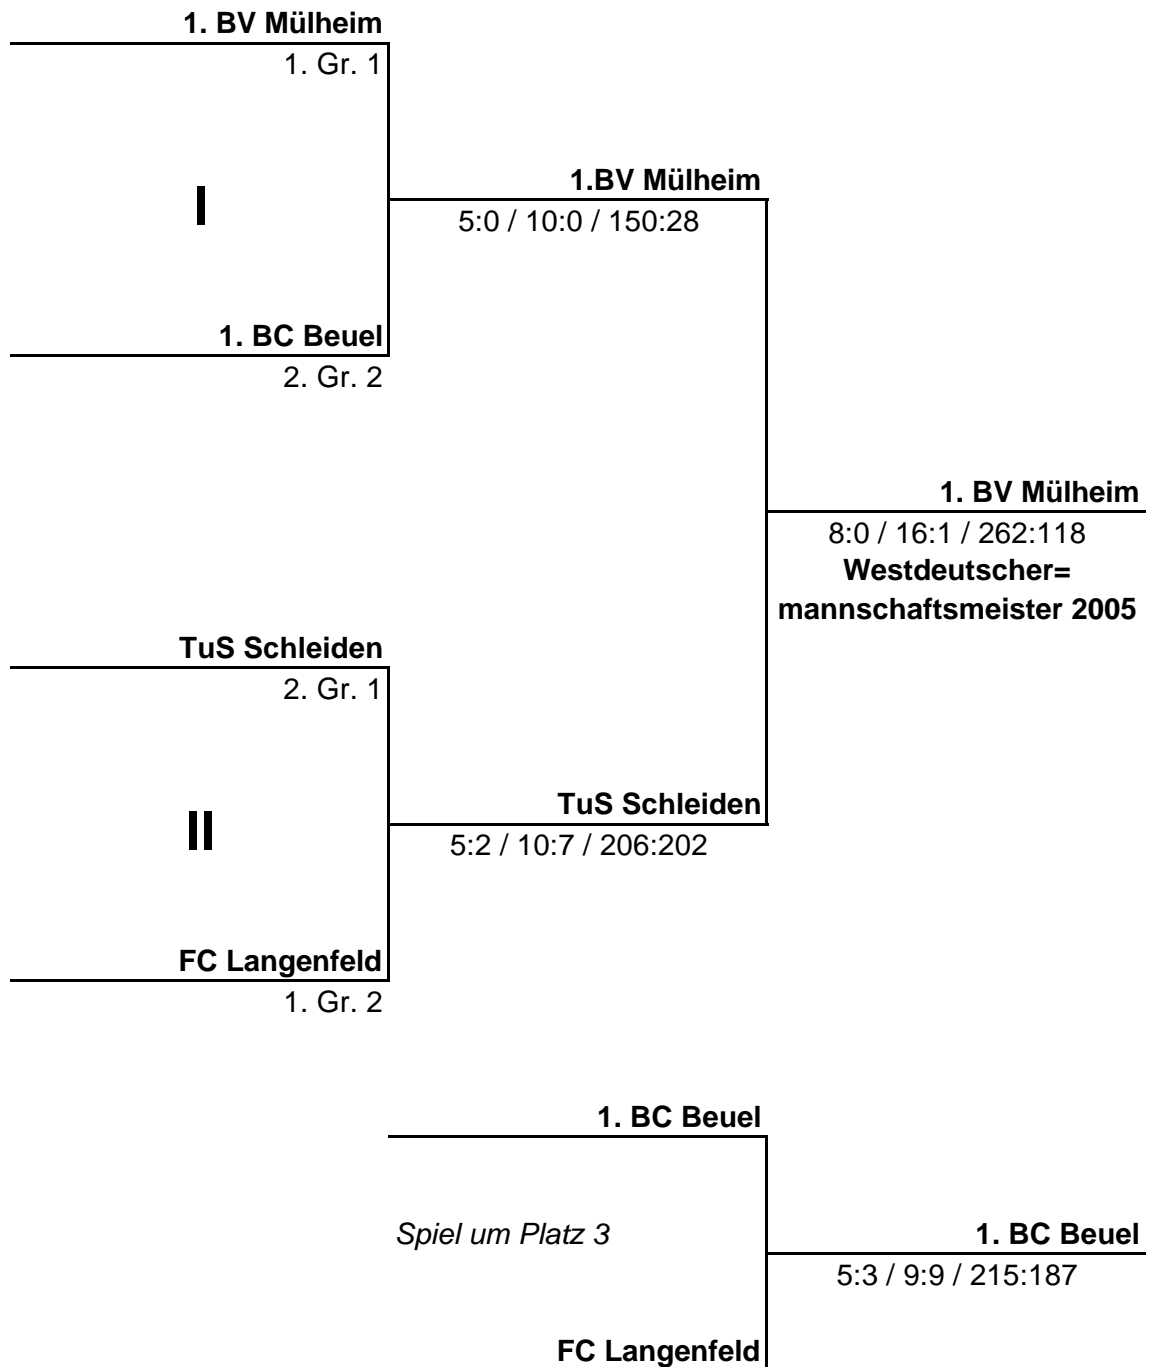 1. BV Mülheim
1. Gr. 1
1.BV Mülheim
I
5:0 / 10:0 / 150:28
1. BC Beuel
2. Gr. 2
1. BV Mülheim
8:0 / 16:1 / 262:118
Westdeutscher=
mannschaftsmeister 2005
TuS Schleiden
2. Gr. 1
TuS Schleiden
II
5:2 / 10:7 / 206:202
FC Langenfeld
1. Gr. 2
1. BC Beuel
Spiel um Platz 3
1. BC Beuel
5:3 / 9:9 / 215:187
FC Langenfeld